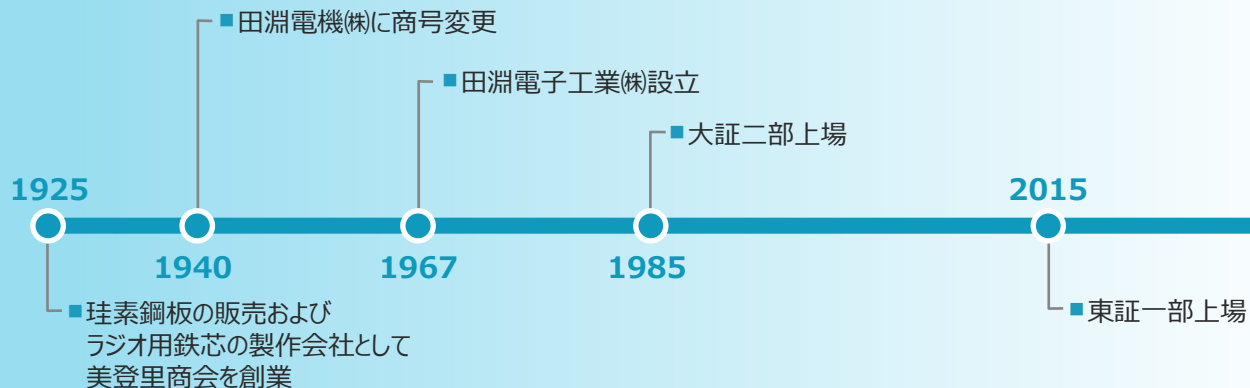 ■田淵電機㈱に商号変更
■田淵電子工業㈱設立
■大証二部上場
1925
2015
1940
1967
1985
■珪素鋼板の販売および
ラジオ用鉄芯の製作会社として
美登里商会を創業
■東証一部上場